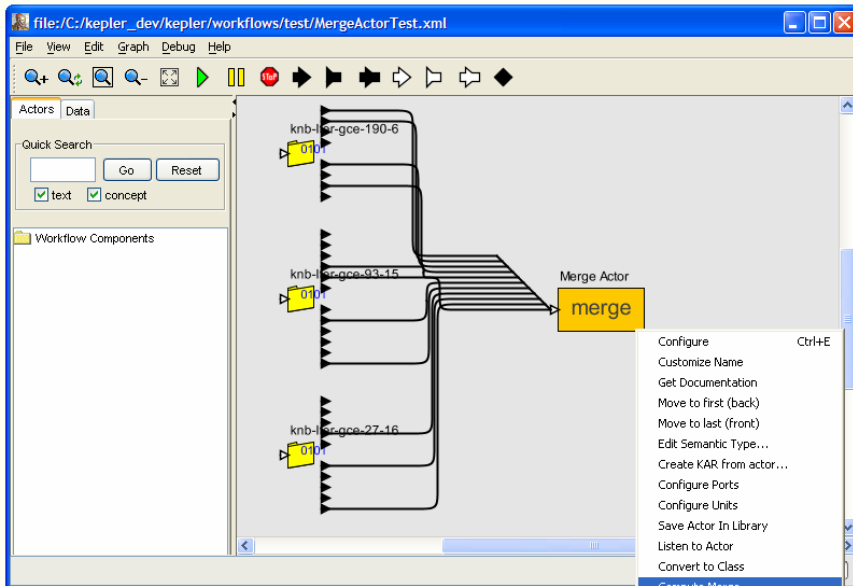 file:/C:/kepler_dev/kepler/workflows/test/MergeActorTest.xml
File View Edit Graph Debug Help
STOP
Actors Data
Quick Search
Go Reset
text concept
Workflow Components
knb-lter-gce-190-6
0101
knb-lter-gce-93-15
0101
knb-lter-gce-27-16
0101
Merge Actor
merge
Configure Ctrl+E
Customize Name
Get Documentation
Move to first (back)
Move to last (front)
Edit Semantic Type...
Create KAR from actor...
Configure Ports
Configure Units
Save Actor In Library
Listen to Actor
Convert to Class
Compute Merge